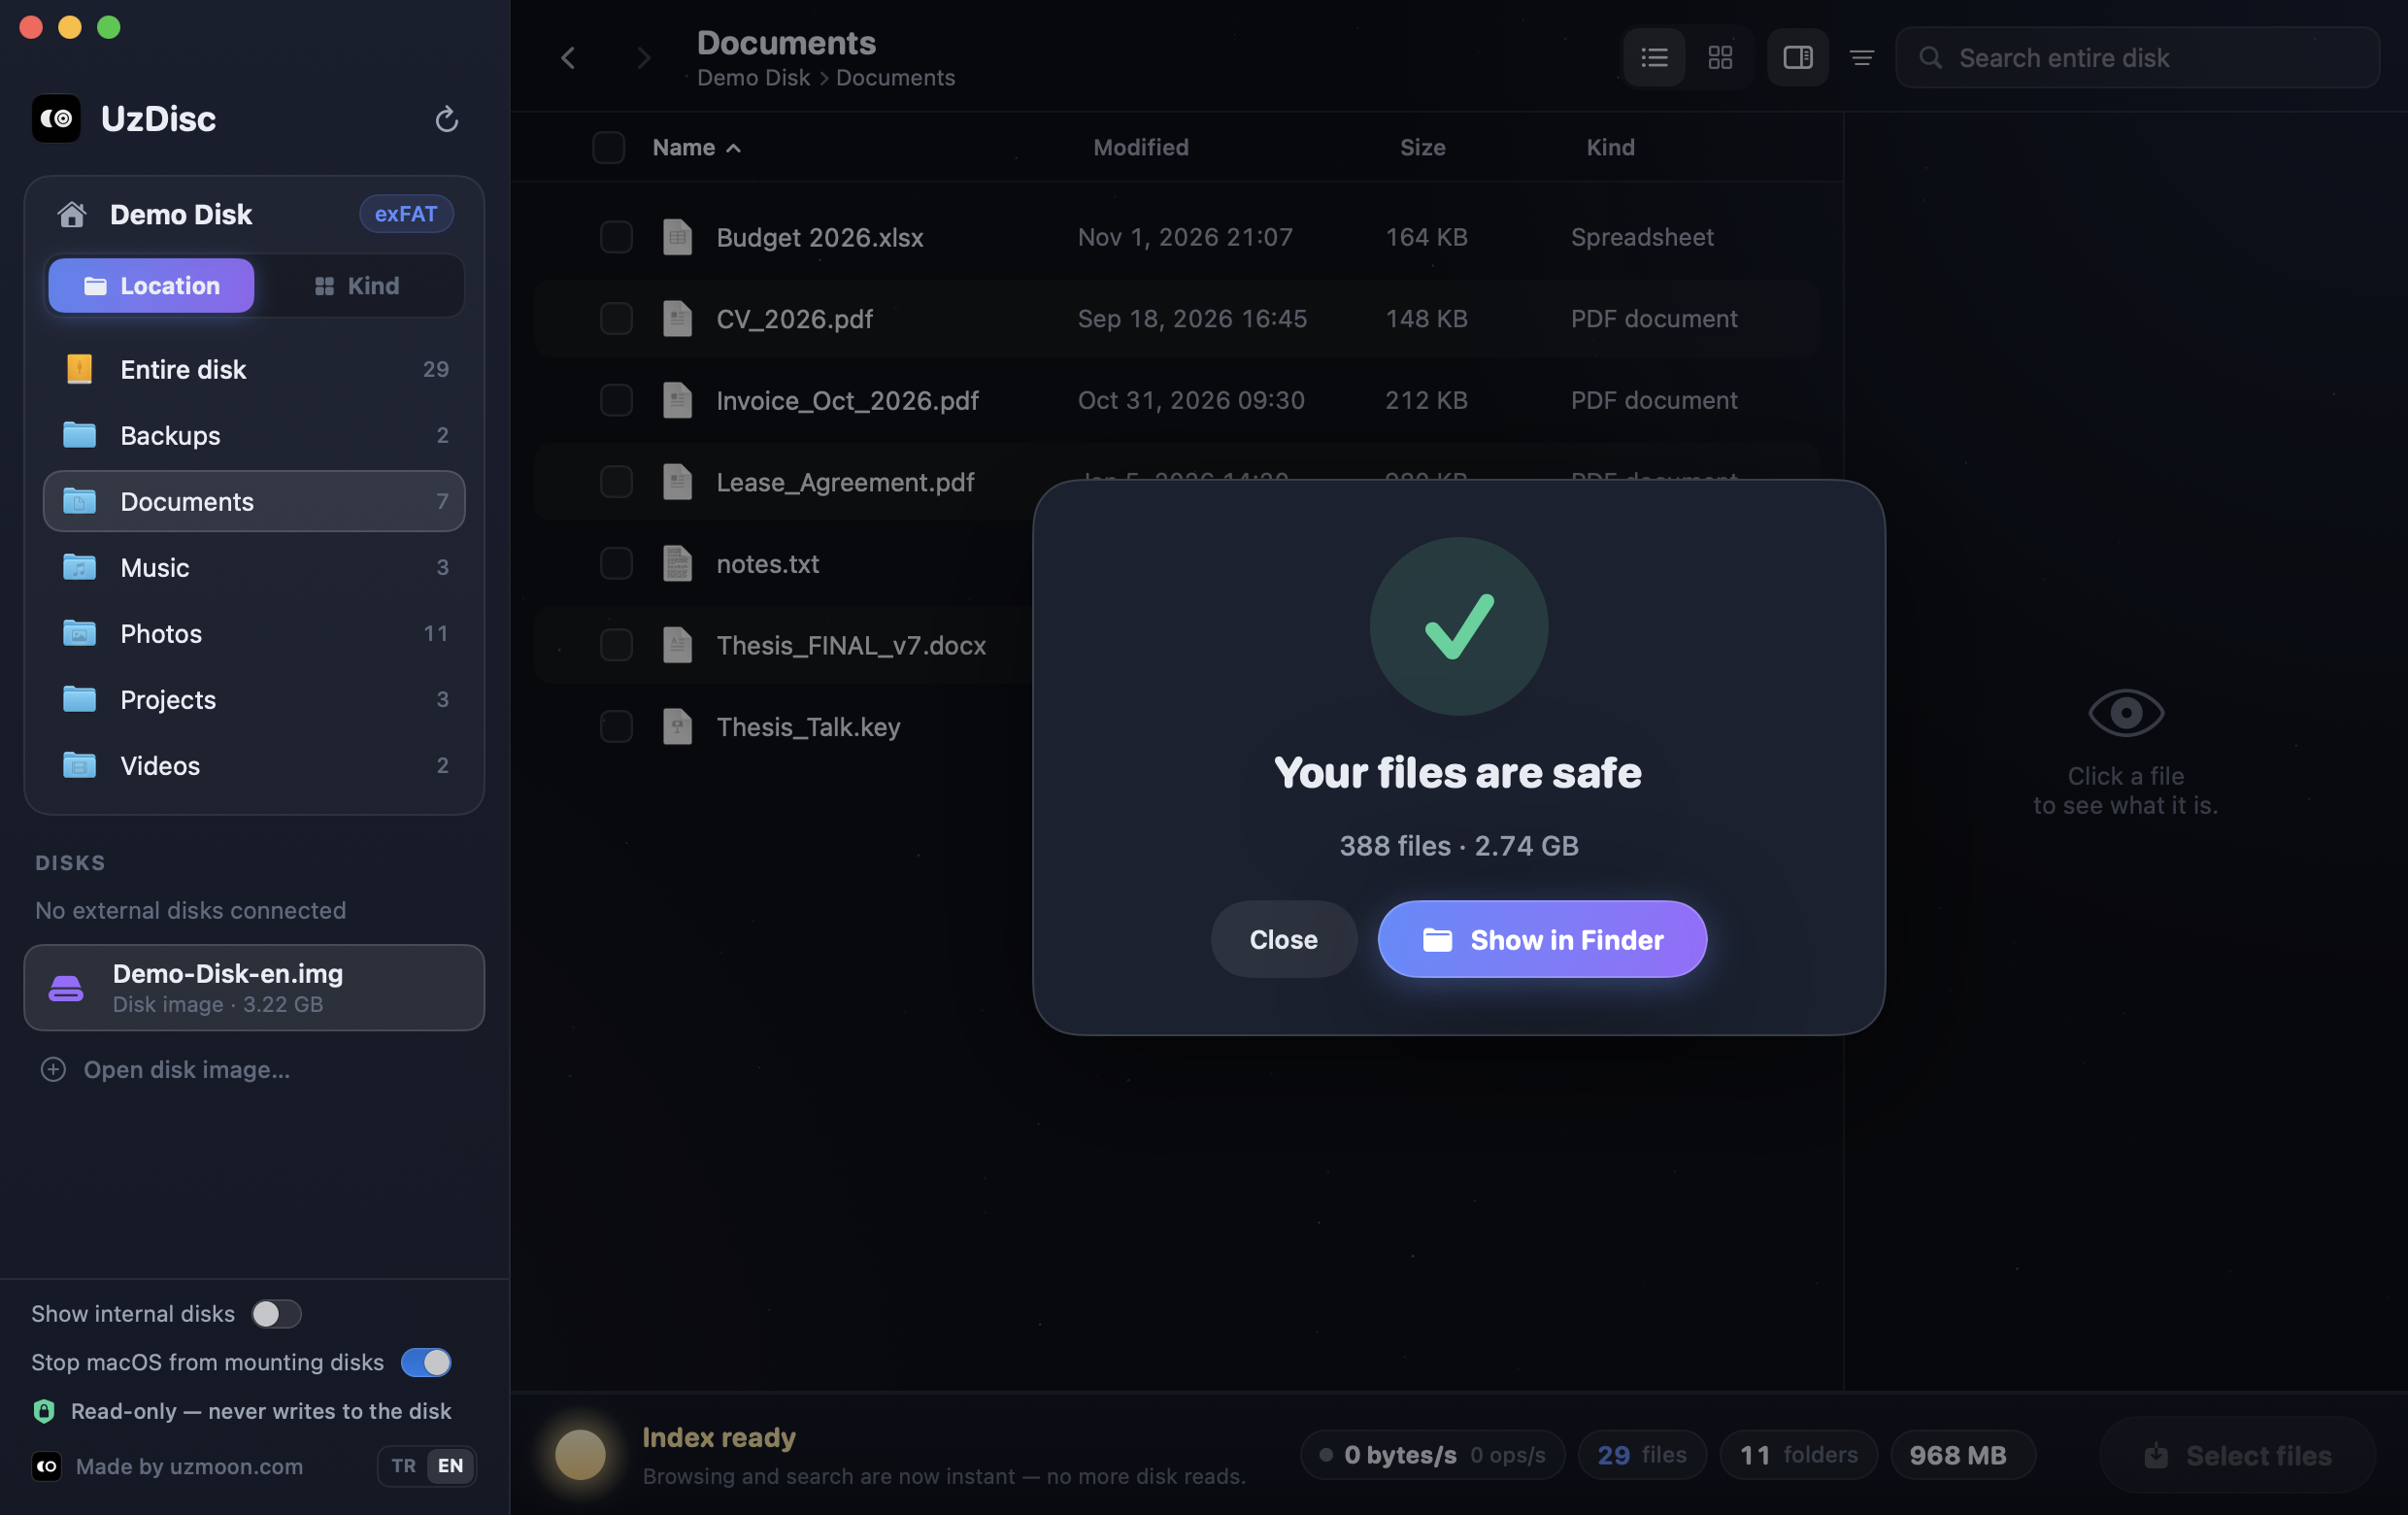 UzDisc
Demo Disk exFAT
Location Kind
Entire disk 29
Backups 2
Documents 7
Music 3
Photos 11
Projects 3
Videos 2
DISKS
No external disks connected
Demo-Disk-en.img
Disk image · 3.22 GB
Open disk image...
Show internal disks
Stop macOS from mounting disks
Read-only — never writes to the disk
Made by uzmoon.com TR EN
Documents
Demo Disk > Documents
Search entire disk
Name Modified Size Kind
Budget 2026.xlsx Nov 1, 2026 21:07 164 KB Spreadsheet
CV_2026.pdf Sep 18, 2026 16:45 148 KB PDF document
Invoice_Oct_2026.pdf Oct 31, 2026 09:30 212 KB PDF document
Lease_Agreement.pdf PDF document
notes.txt
Thesis_FINAL_v7.docx
Thesis_Talk.key
Your files are safe
388 files · 2.74 GB
Close Show in Finder
Click a file
to see what it is.
Index ready
Browsing and search are now instant — no more disk reads.
0 bytes/s 0 ops/s 29 files 11 folders 968 MB Select files